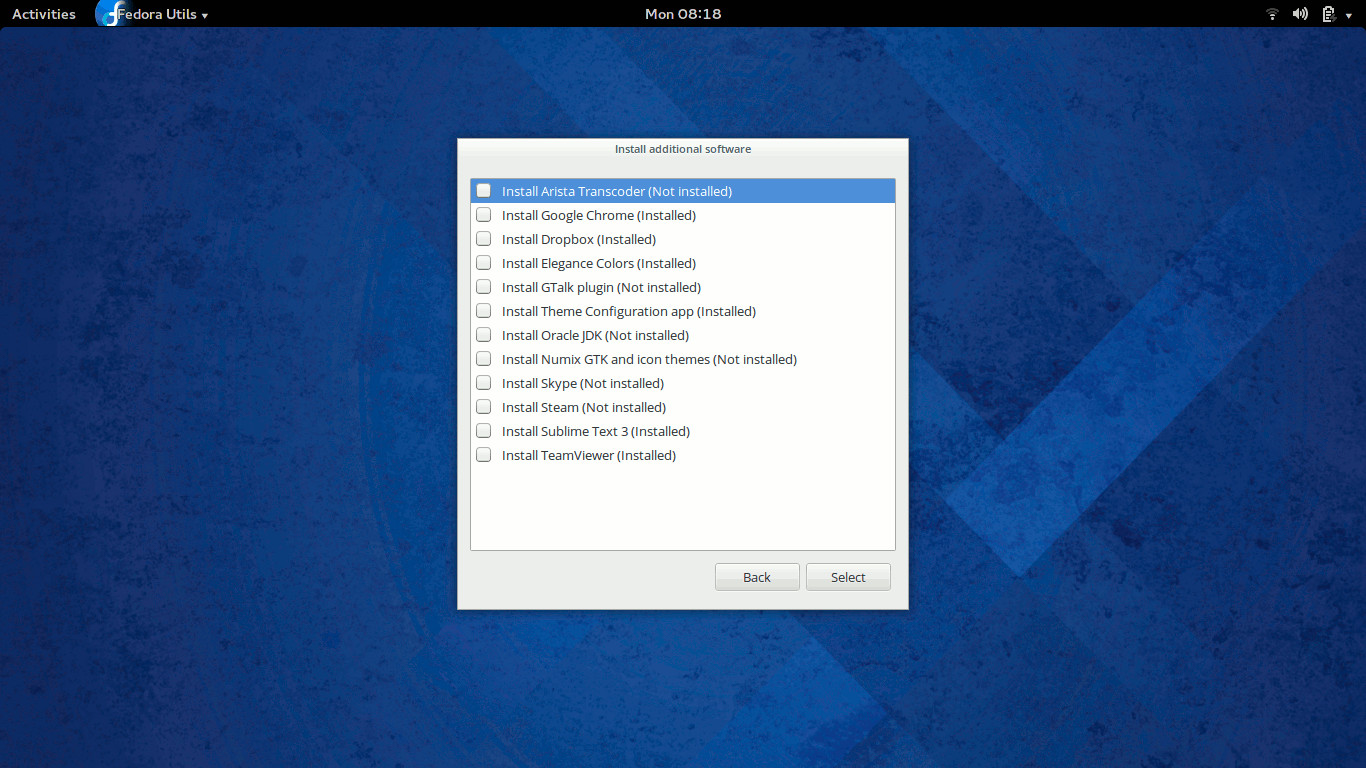 Activities Fedora Utils Mon 08:18
Install additional software
Install Arista Transcoder (Not installed)
Install Google Chrome (Installed)
Install Dropbox (Installed)
Install Elegance Colors (Installed)
Install GTalk plugin (Not installed)
Install Theme Configuration app (Installed)
Install Oracle JDK (Not installed)
Install Numix GTK and icon themes (Not installed)
Install Skype (Not installed)
Install Steam (Not installed)
Install Sublime Text 3 (Installed)
Install TeamViewer (Installed)
Back Select